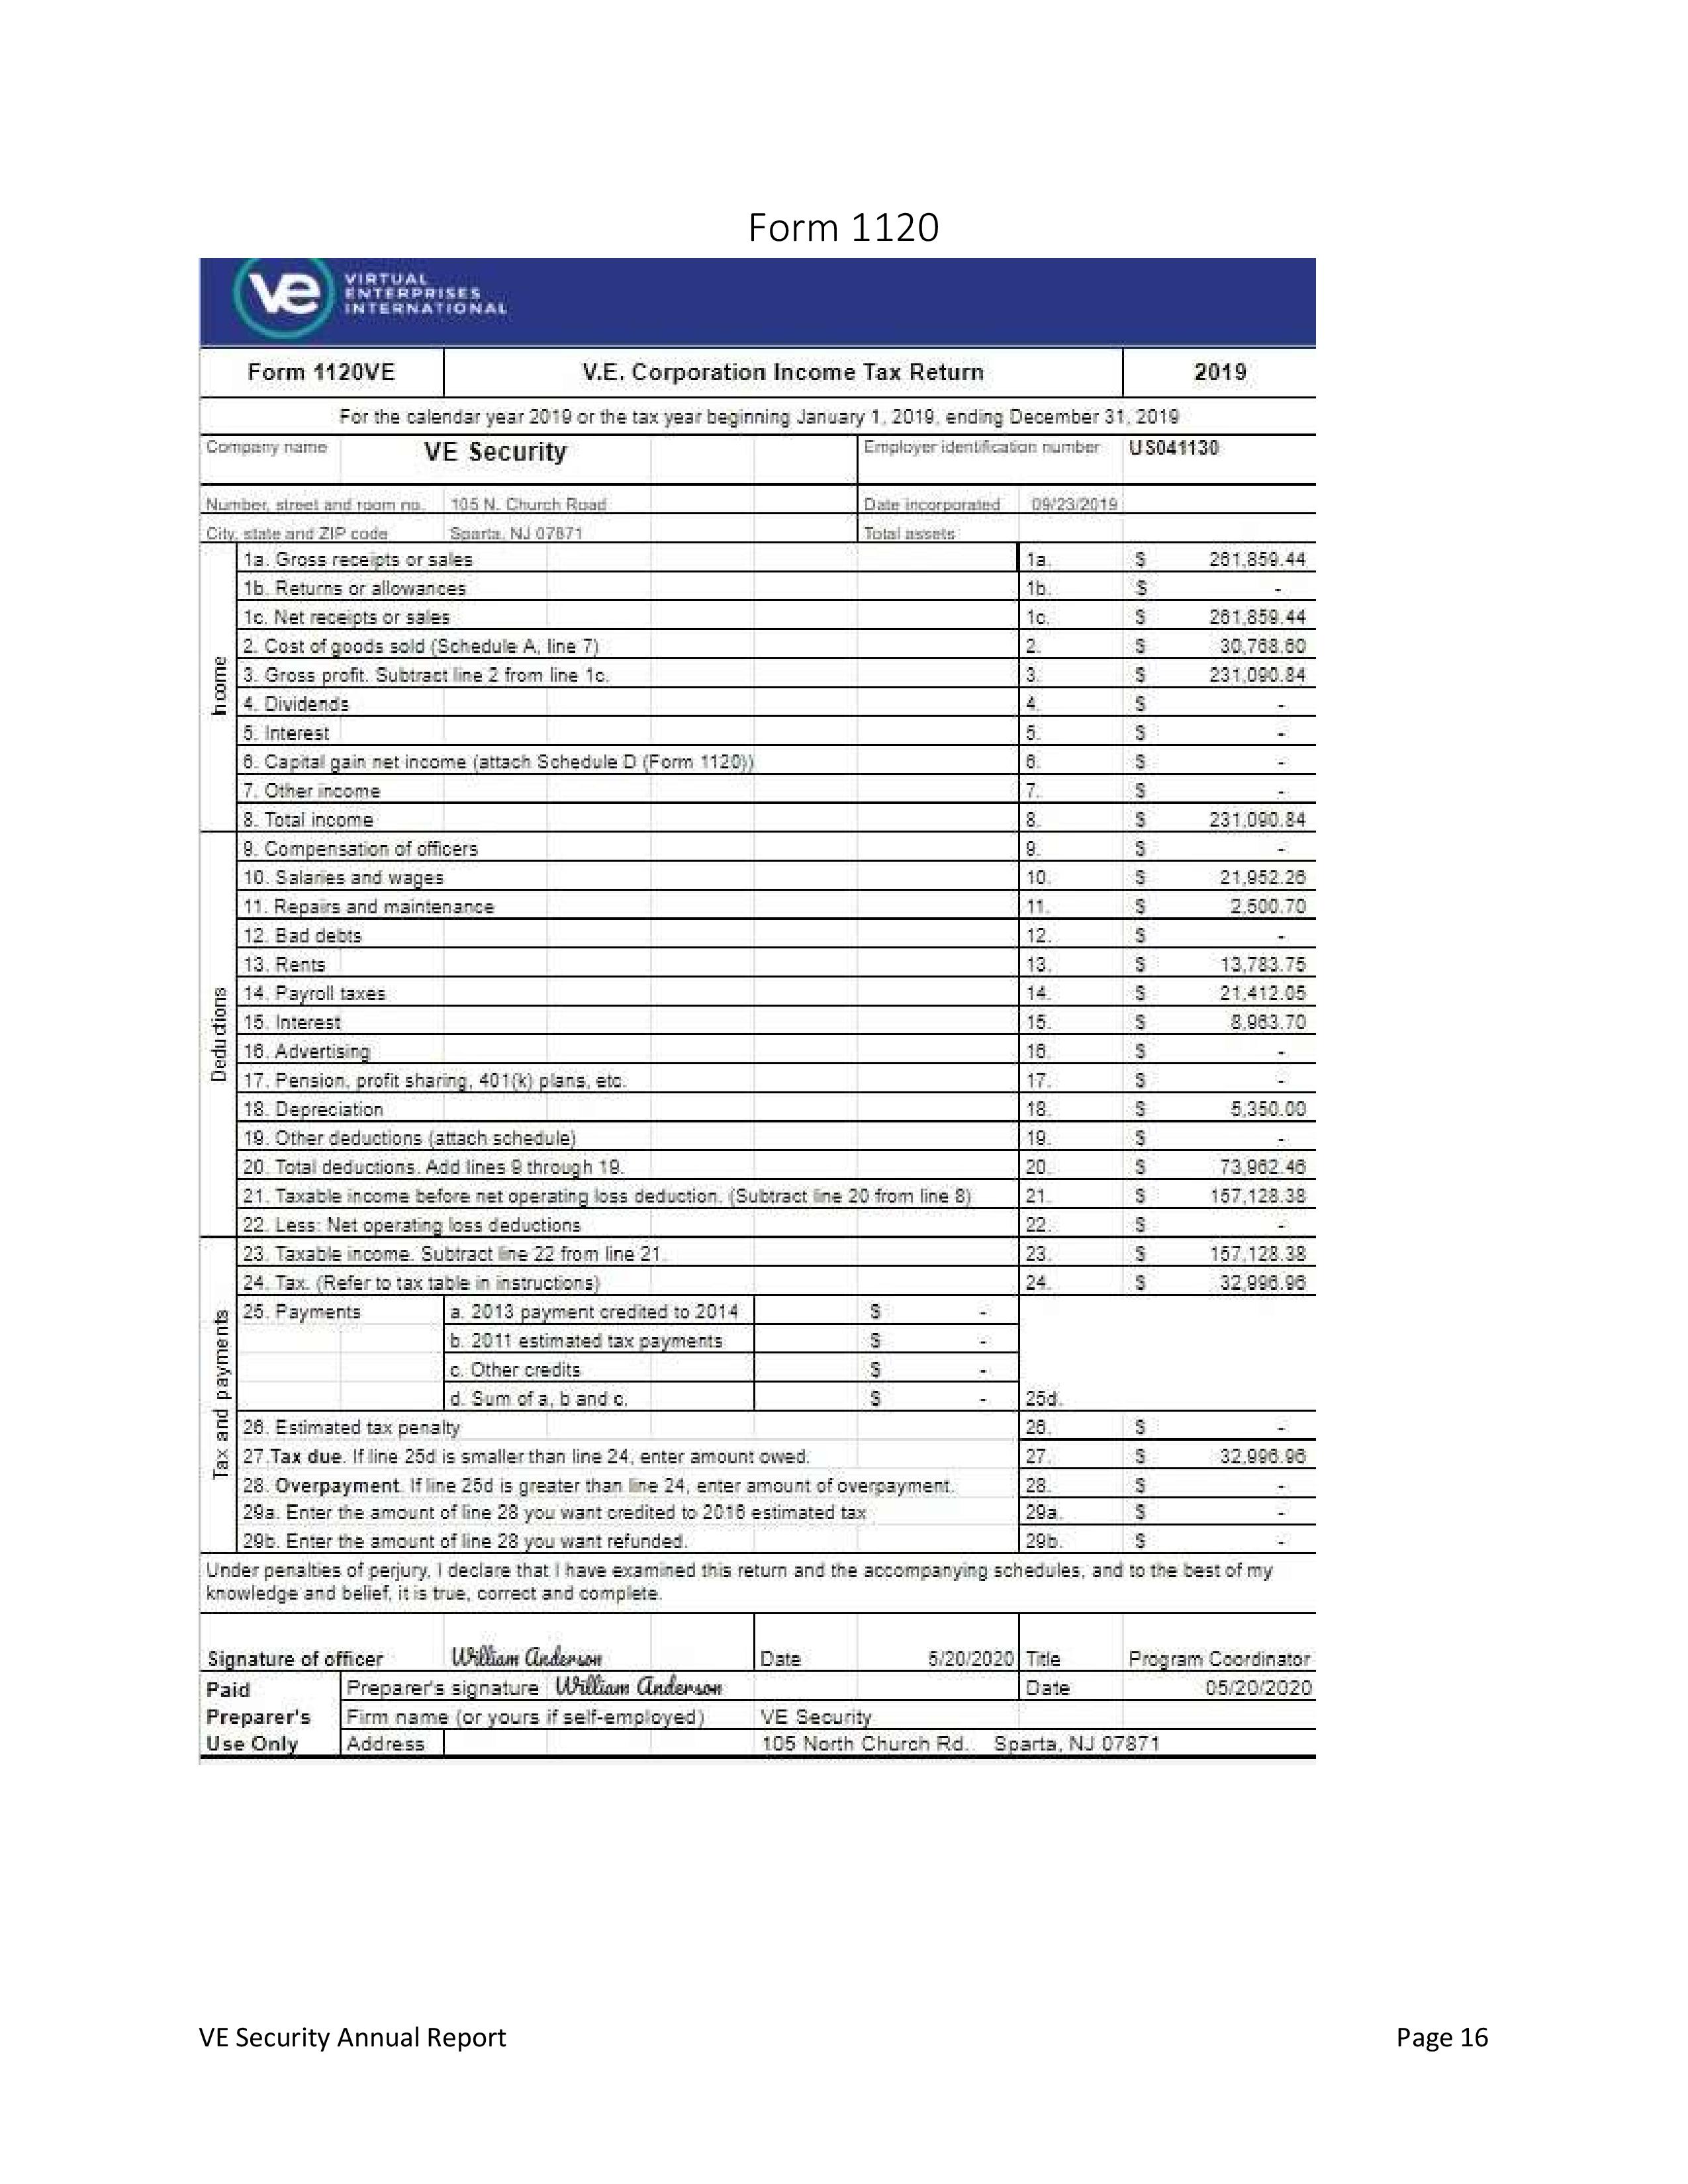 Form 1120
ve VIRTUAL ENTERPRISES INTERNATIONAL
Form 1120VE V.E. Corporation Income Tax Return 2019
For the calendar year 2019 or the tax year beginning January 1, 2019, ending December 31, 2019
Company name VE Security Employer identification number US041130
Number, street and room no. 105 N. Church Road Date incorporated 09/23/2019
City, state and ZIP code Sparta, NJ 07871 Total assets
Income
1a. Gross receipts or sales 1a. $ 261,859.44
1b. Returns or allowances 1b. $ -
1c. Net receipts or sales 1c. $ 261,859.44
2. Cost of goods sold (Schedule A, line 7) 2. $ 30,768.60
3. Gross profit. Subtract line 2 from line 1c. 3. $ 231,090.84
4. Dividends 4. $ -
5. Interest 5. $ -
6. Capital gain net income (attach Schedule D (Form 1120)) 6. $ -
7. Other income 7. $ -
8. Total income 8. $ 231,090.84
Deductions
9. Compensation of officers 9. $ -
10. Salaries and wages 10. $ 21,952.26
11. Repairs and maintenance 11. $ 2,500.70
12. Bad debts 12. $ -
13. Rents 13. $ 13,783.75
14. Payroll taxes 14. $ 21,412.05
15. Interest 15. $ 8,963.70
16. Advertising 16. $ -
17. Pension, profit sharing, 401(k) plans, etc. 17. $ -
18. Depreciation 18. $ 5,350.00
19. Other deductions (attach schedule) 19. $ -
20. Total deductions. Add lines 9 through 19. 20. $ 73,962.46
21. Taxable income before net operating loss deduction. (Subtract line 20 from line 8) 21. $ 157,128.38
22. Less: Net operating loss deductions 22. $ -
Tax and payments
23. Taxable income. Subtract line 22 from line 21. 23. $ 157,128.38
24. Tax. (Refer to tax table in instructions) 24. $ 32,996.96
25. Payments a. 2013 payment credited to 2014 $ -
b. 2011 estimated tax payments $ -
c. Other credits $ -
d. Sum of a, b and c. $ - 25d.
26. Estimated tax penalty 26. $ -
27.Tax due. If line 25d is smaller than line 24, enter amount owed. 27. $ 32,996.96
28. Overpayment. If line 25d is greater than line 24, enter amount of overpayment. 28. $ -
29a. Enter the amount of line 28 you want credited to 2016 estimated tax 29a. $ -
29b. Enter the amount of line 28 you want refunded. 29b. $ -
Under penalties of perjury, I declare that I have examined this return and the accompanying schedules, and to the best of my
knowledge and belief, it is true, correct and complete.
Signature of officer William Anderson Date 5/20/2020 Title Program Coordinator
Paid Preparer's signature William Anderson Date 05/20/2020
Preparer's Firm name (or yours if self-employed) VE Security
Use Only Address 105 North Church Rd. Sparta, NJ 07871
VE Security Annual Report Page 16